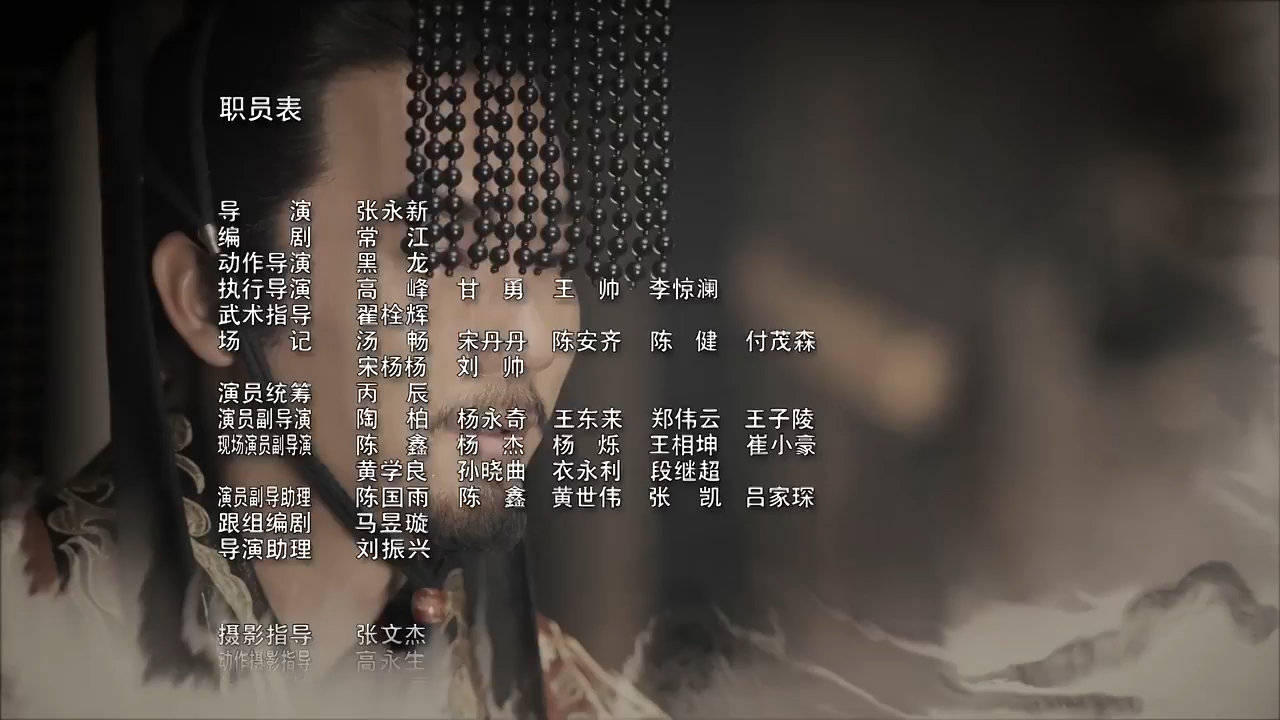 职员表
导 演 张永新
编 剧 常 江
动作导演 黑 龙
执行导演 高 峰 甘 勇 王 帅 李惊澜
武术指导 翟栓辉
场 记 汤 畅 宋丹丹 陈安齐 陈 健 付茂森
宋杨杨 刘 帅
演员统筹 丙 辰
演员副导演 陶 柏 杨永奇 王东来 郑伟云 王子陵
现场演员副导演 陈 鑫 杨 杰 杨 烁 王相坤 崔小豪
黄学良 孙晓曲 衣永利 段继超
演员副导助理 陈国雨 陈 鑫 黄世伟 张 凯 吕家琛
跟组编剧 马昱璇
导演助理 刘振兴
摄影指导 张文杰
动作摄影指导 高永生